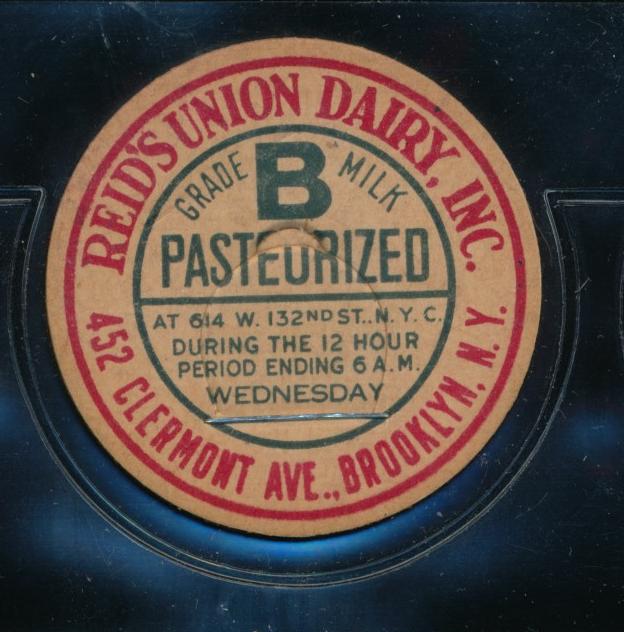 REID'S UNION DAIRY, INC.
GRADE B MILK
PASTEURIZED
AT 614 W. 132ND ST., N. Y. C.
DURING THE 12 HOUR
PERIOD ENDING 6 A.M.
WEDNESDAY
452 CLERMONT AVE., BROOKLYN, N. Y.